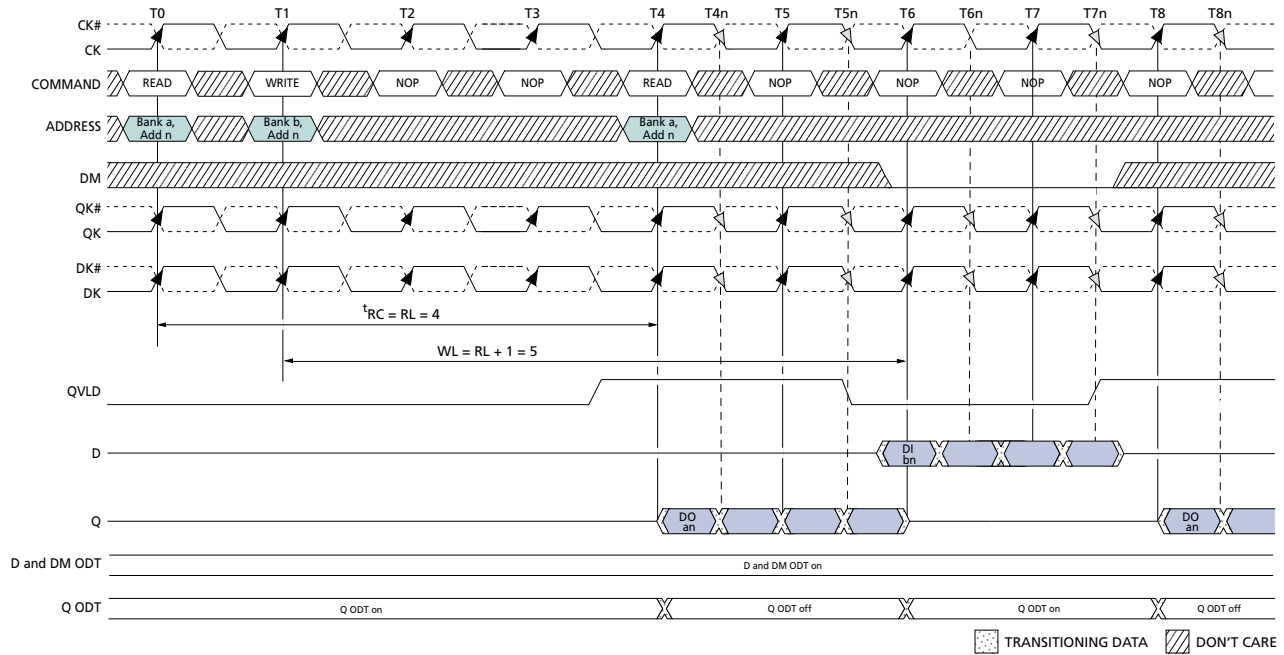 T0 T1 T2 T3 T4 T4n T5 T5n T6 T6n T7 T7n T8 T8n
CK#
CK
COMMAND READ WRITE NOP NOP READ NOP NOP NOP NOP
ADDRESS Bank a, Add n Bank b, Add n Bank a, Add n
DM
QK#
QK
DK#
DK
tRC = RL = 4
WL = RL + 1 = 5
QVLD
D DI bn
Q DO an DO an
D and DM ODT D and DM ODT on
Q ODT Q ODT on Q ODT off Q ODT on Q ODT off
TRANSITIONING DATA DON'T CARE